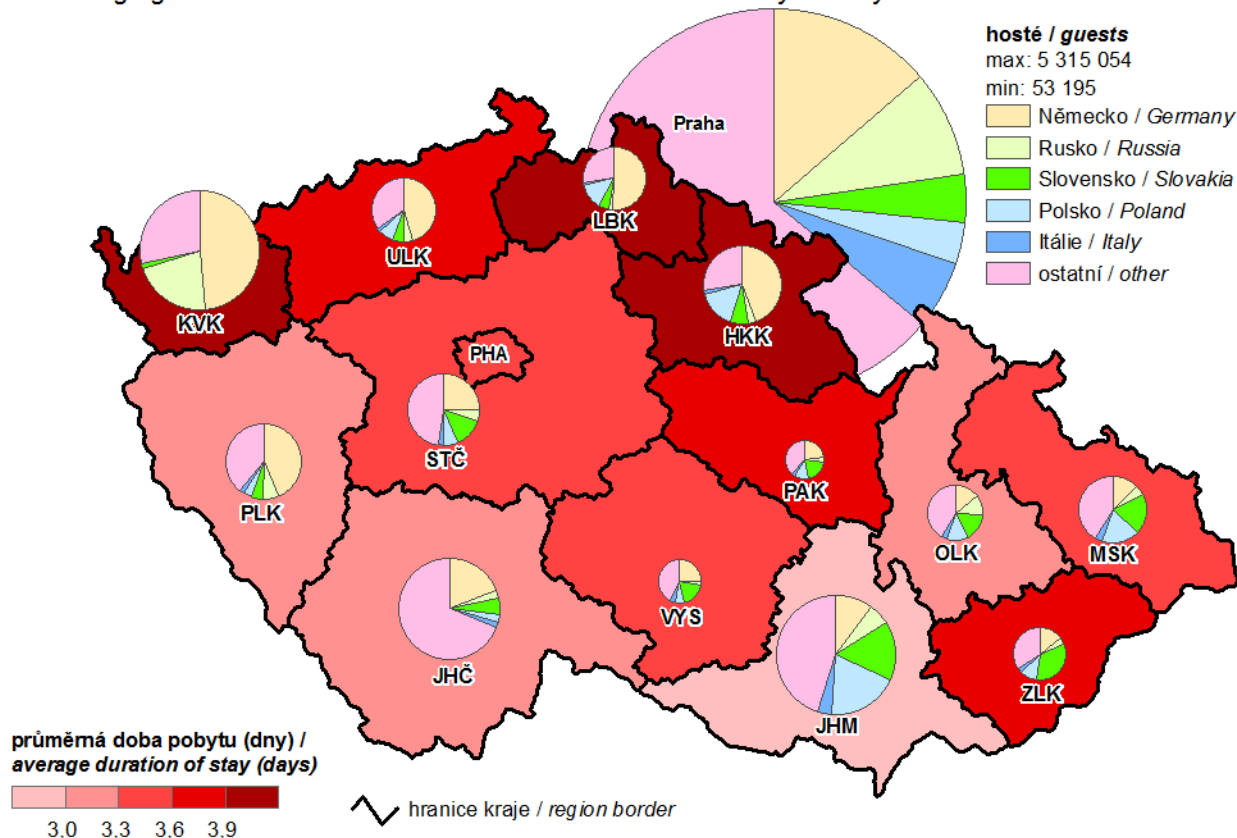 hosté / guests
max: 5 315 054
min: 53 195
Německo / Germany
Rusko / Russia
Slovensko / Slovakia
Polsko / Poland
Itálie / Italy
ostatní / other
Praha
LBK
ULK
KVK
HKK
PHA
STČ
PAK
PLK
OLK
MSK
VYS
JHČ
ZLK
JHM
průměrná doba pobytu (dny) /
average duration of stay (days)
3.0 3.3 3.6 3.9
hranice kraje / region border